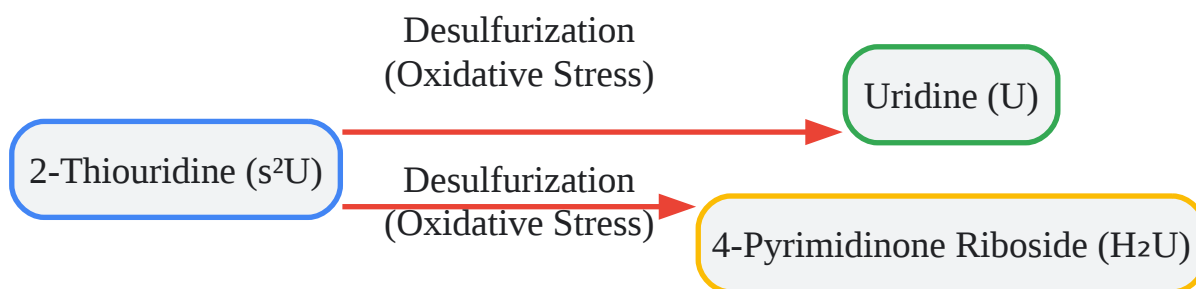 Desulfurization
(Oxidative Stress)
Uridine (U)
2-Thiouridine (s²U)
Desulfurization
(Oxidative Stress)
4-Pyrimidinone Riboside (H₂U)